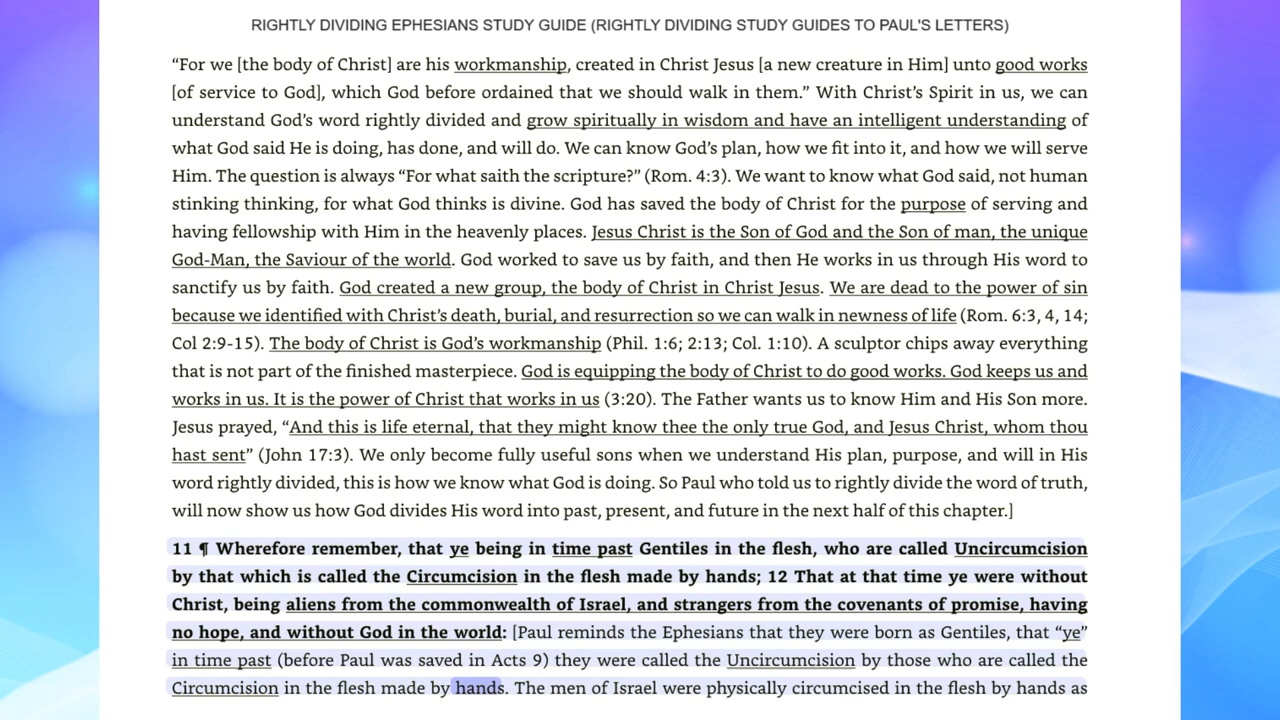 RIGHTLY DIVIDING EPHESIANS STUDY GUIDE (RIGHTLY DIVIDING STUDY GUIDES TO PAUL'S LETTERS)
“For we [the body of Christ] are his workmanship, created in Christ Jesus [a new creature in Him] unto good works
[of service to God], which God before ordained that we should walk in them.” With Christ’s Spirit in us, we can
understand God’s word rightly divided and grow spiritually in wisdom and have an intelligent understanding of
what God said He is doing, has done, and will do. We can know God’s plan, how we fit into it, and how we will serve
Him. The question is always “For what saith the scripture?” (Rom. 4:3). We want to know what God said, not human
stinking thinking, for what God thinks is divine. God has saved the body of Christ for the purpose of serving and
having fellowship with Him in the heavenly places. Jesus Christ is the Son of God and the Son of man, the unique
God-Man, the Saviour of the world. God worked to save us by faith, and then He works in us through His word to
sanctify us by faith. God created a new group, the body of Christ in Christ Jesus. We are dead to the power of sin
because we identified with Christ’s death, burial, and resurrection so we can walk in newness of life (Rom. 6:3, 4, 14;
Col 2:9-15). The body of Christ is God’s workmanship (Phil. 1:6; 2:13; Col. 1:10). A sculptor chips away everything
that is not part of the finished masterpiece. God is equipping the body of Christ to do good works. God keeps us and
works in us. It is the power of Christ that works in us (3:20). The Father wants us to know Him and His Son more.
Jesus prayed, “And this is life eternal, that they might know thee the only true God, and Jesus Christ, whom thou
hast sent” (John 17:3). We only become fully useful sons when we understand His plan, purpose, and will in His
word rightly divided, this is how we know what God is doing. So Paul who told us to rightly divide the word of truth,
will now show us how God divides His word into past, present, and future in the next half of this chapter.]
11 ¶ Wherefore remember, that ye being in time past Gentiles in the flesh, who are called Uncircumcision
by that which is called the Circumcision in the flesh made by hands; 12 That at that time ye were without
Christ, being aliens from the commonwealth of Israel, and strangers from the covenants of promise, having
no hope, and without God in the world: [Paul reminds the Ephesians that they were born as Gentiles, that “ye”
in time past (before Paul was saved in Acts 9) they were called the Uncircumcision by those who are called the
Circumcision in the flesh made by hands. The men of Israel were physically circumcised in the flesh by hands as